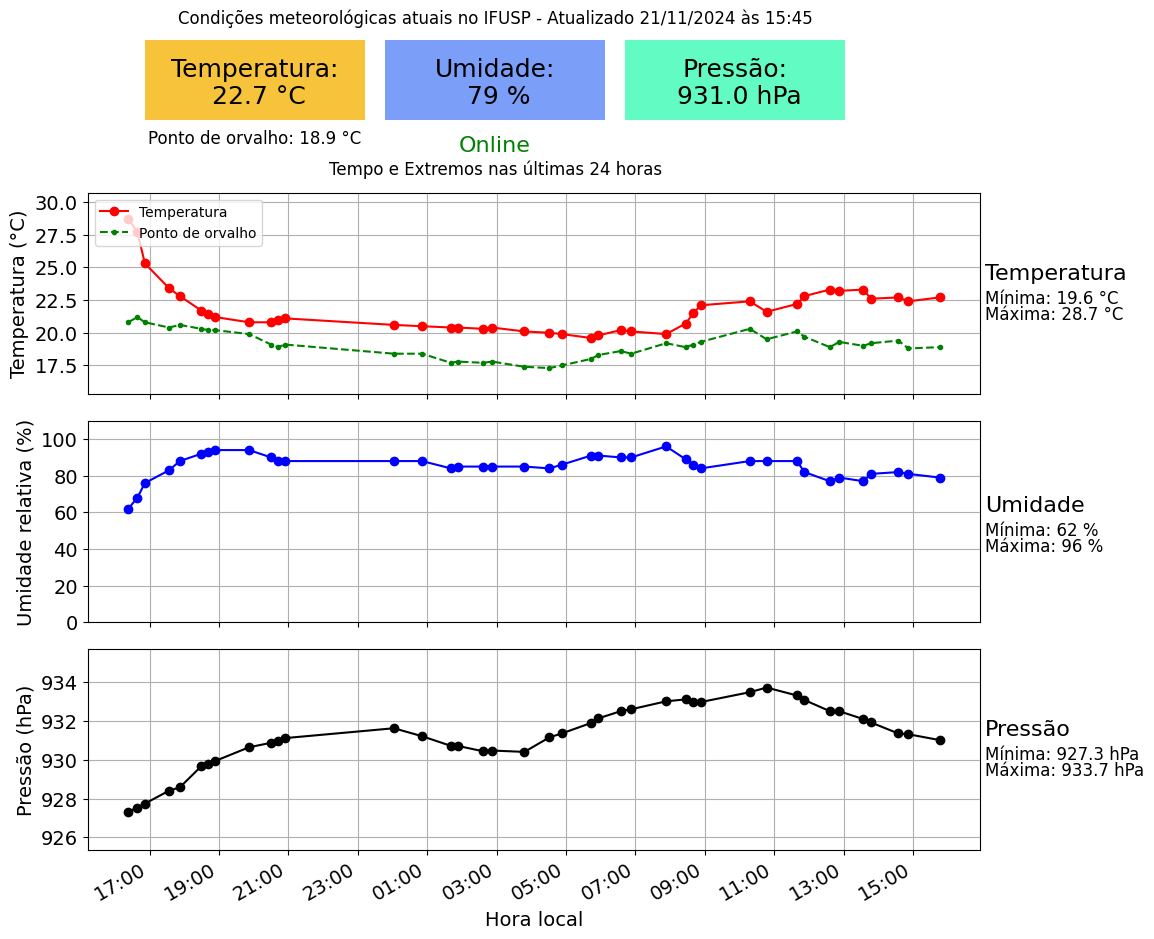 Condições meteorológicas atuais no IFUSP - Atualizado 21/11/2024 às 15:45
Temperatura:
22.7 °C
Umidade:
79 %
Pressão:
931.0 hPa
Ponto de orvalho: 18.9 °C
Online
Tempo e Extremos nas últimas 24 horas
Temperatura (°C)
30.0
27.5
25.0
22.5
20.0
17.5
Temperatura
Ponto de orvalho
Temperatura
Mínima: 19.6 °C
Máxima: 28.7 °C
Umidade relativa (%)
100
80
60
40
20
0
Umidade
Mínima: 62 %
Máxima: 96 %
Pressão (hPa)
934
932
930
928
926
Pressão
Mínima: 927.3 hPa
Máxima: 933.7 hPa
17:00 19:00 21:00 23:00 01:00 03:00 05:00 07:00 09:00 11:00 13:00 15:00
Hora local